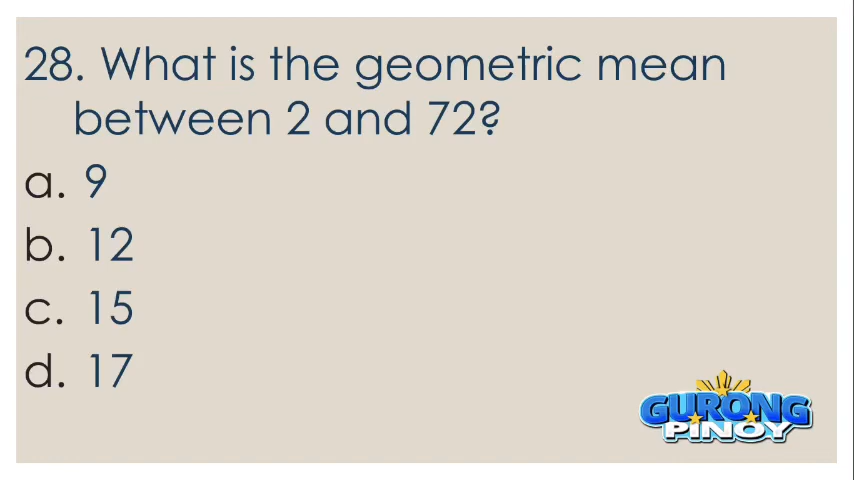 28. What is the geometric mean
between 2 and 72?
a. 9
b. 12
c. 15
d. 17
GURONG
PINOY